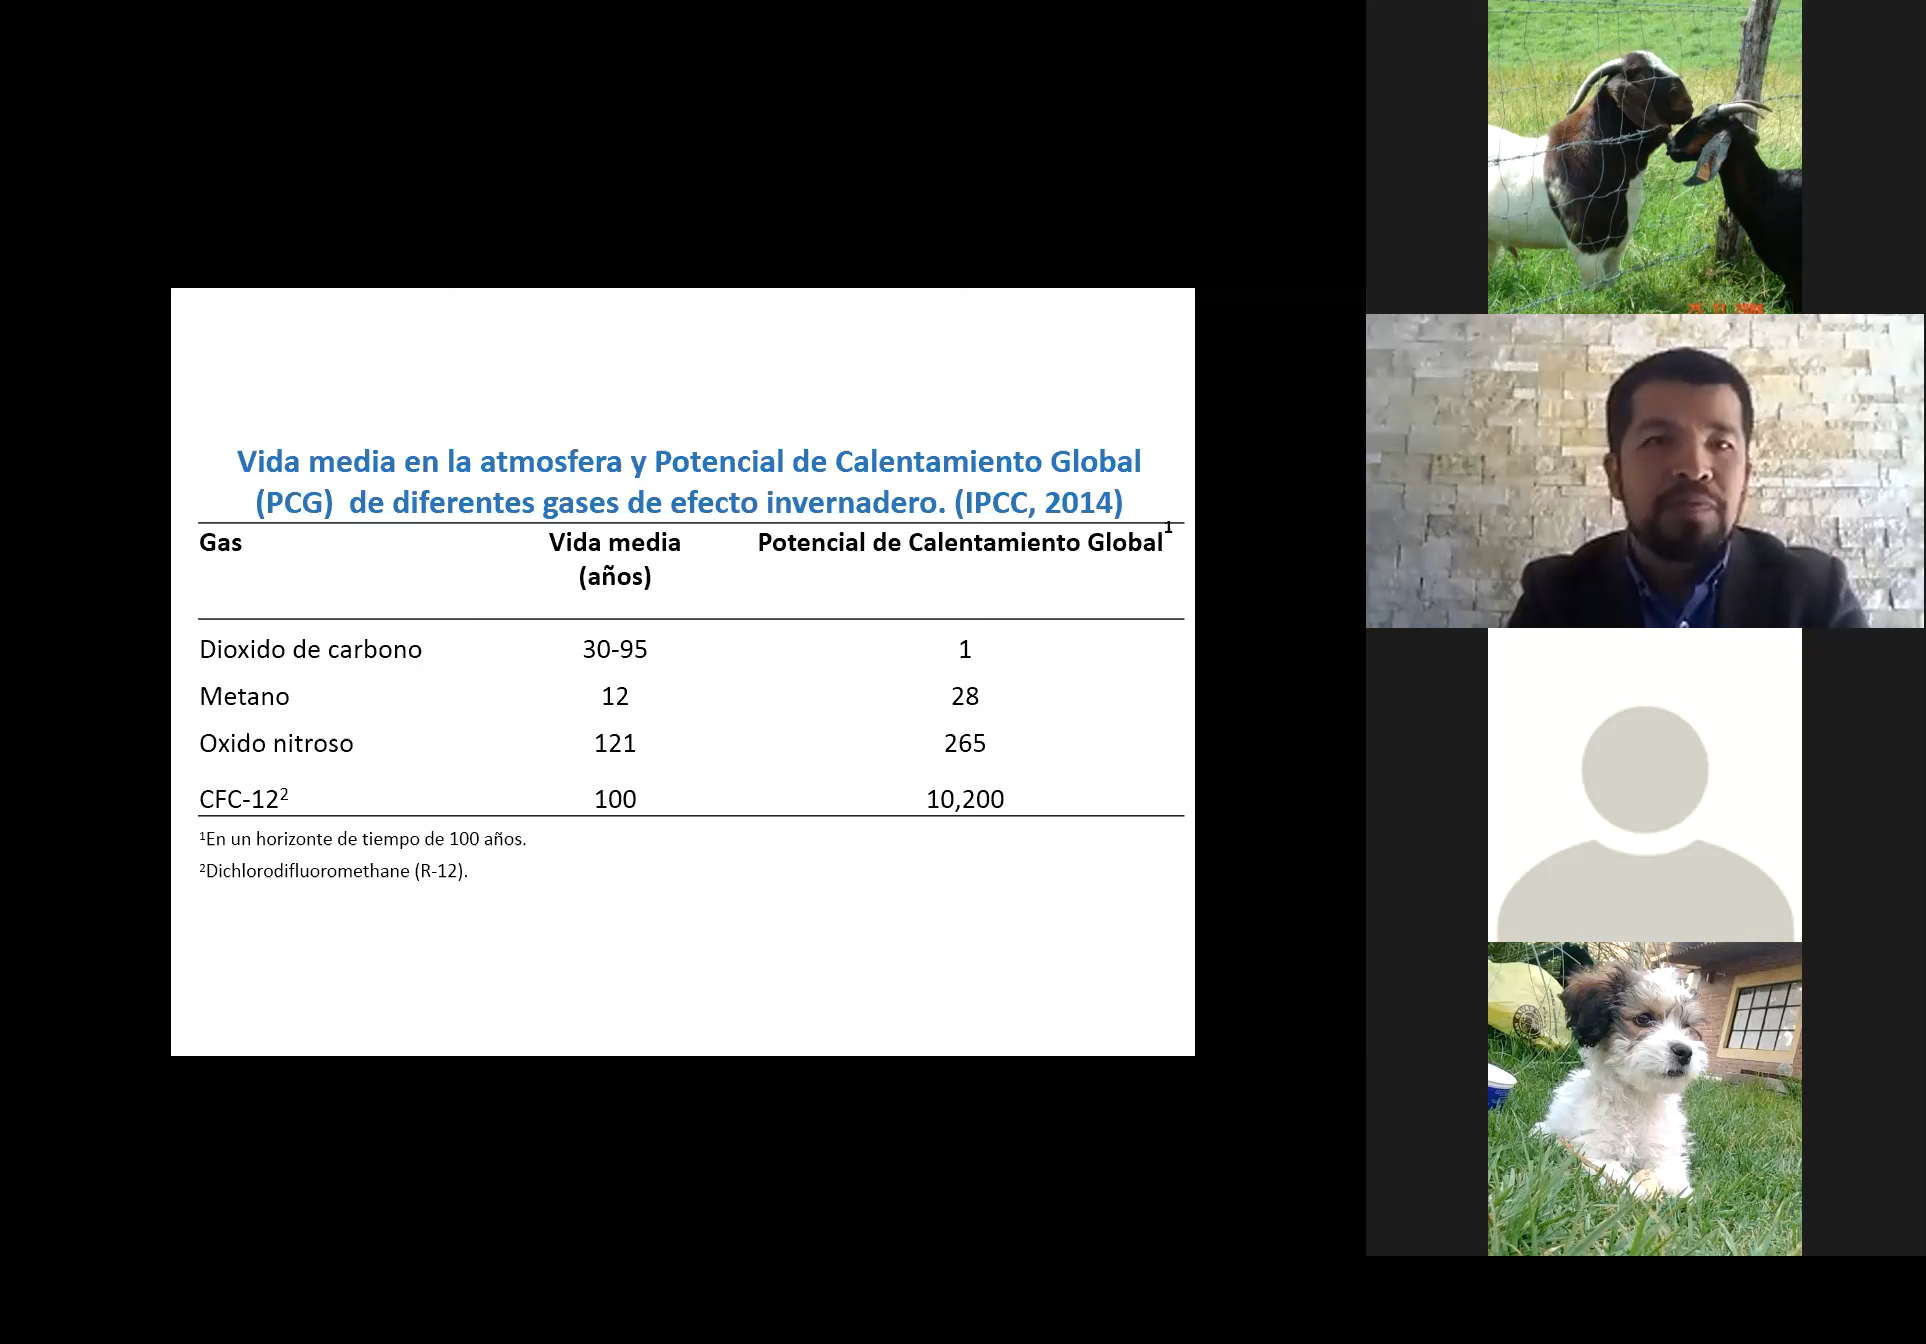 Vida media en la atmosfera y Potencial de Calentamiento Global
(PCG)  de diferentes gases de efecto invernadero. (IPCC, 2014)
Gas Vida media Potencial de Calentamiento Global¹
(años)
Dioxido de carbono 30-95 1
Metano 12 28
Oxido nitroso 121 265
CFC-12² 100 10,200
¹En un horizonte de tiempo de 100 años.
²Dichlorodifluoromethane (R-12).